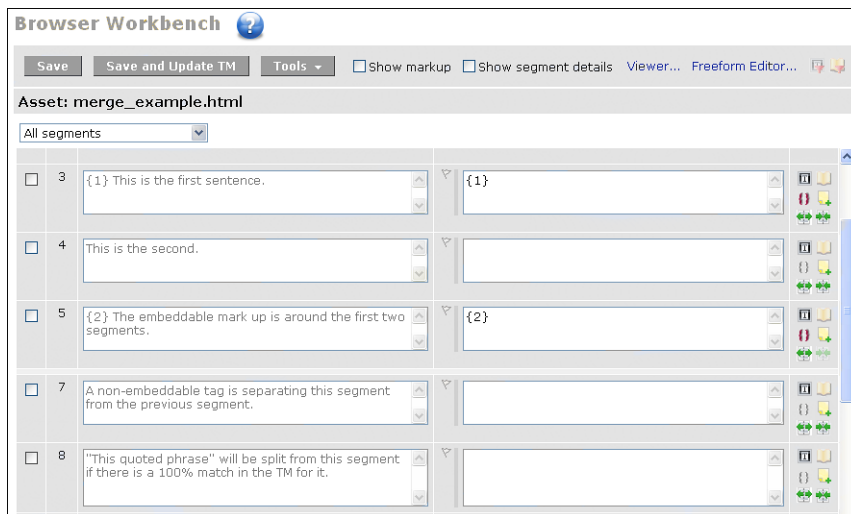 Browser Workbench ?
Save Save and Update TM Tools Show markup Show segment details Viewer... Freeform Editor...
Asset: merge_example.html
All segments
3 {1} This is the first sentence. {1}
4 This is the second.
5 {2} The embeddable mark up is around the first two {2}
segments.
7 A non-embeddable tag is separating this segment
from the previous segment.
8 "This quoted phrase" will be split from this segment
if there is a 100% match in the TM for it.